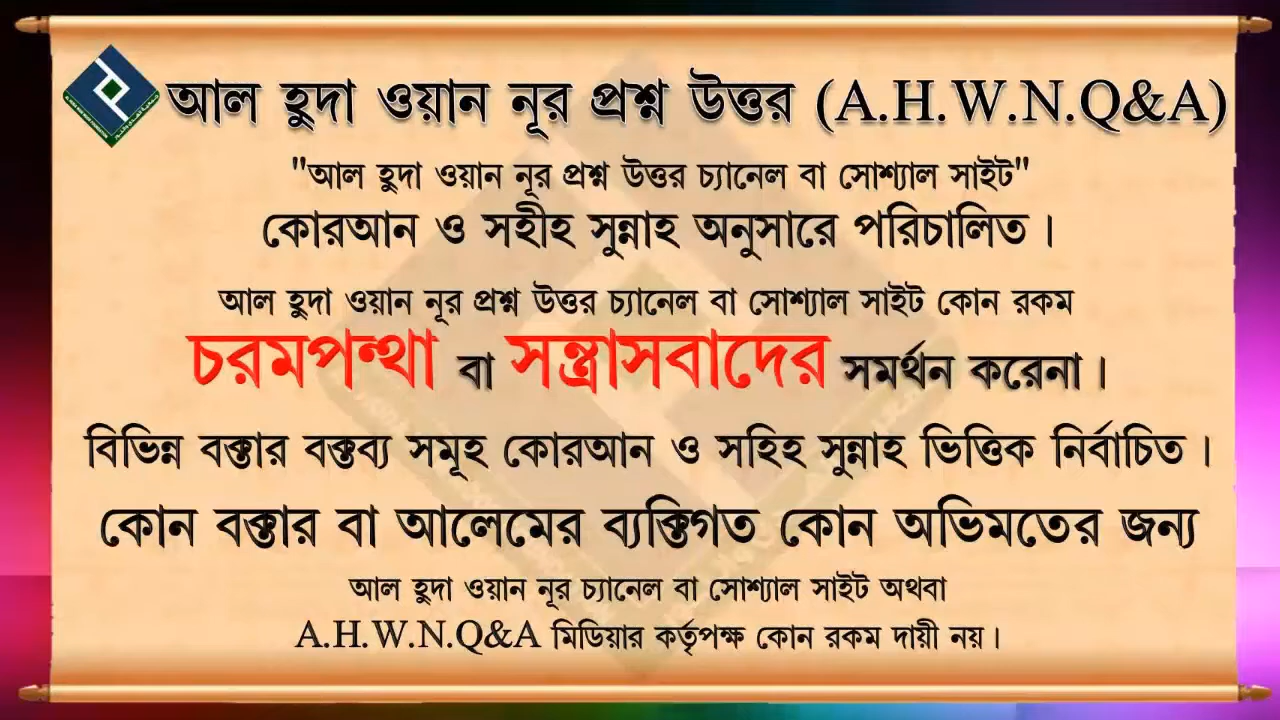 আল হুদা ওয়ান নূর প্রশ্ন উত্তর (A.H.W.N.Q&A)
"আল হুদা ওয়ান নূর প্রশ্ন উত্তর চ্যানেল বা সোশ্যাল সাইট"
কোরআন ও সহীহ সুন্নাহ অনুসারে পরিচালিত।
আল হুদা ওয়ান নূর প্রশ্ন উত্তর চ্যানেল বা সোশ্যাল সাইট কোন রকম
চরমপন্থা বা সন্ত্রাসবাদের সমর্থন করেনা।
বিভিন্ন বক্তার বক্তব্য সমূহ কোরআন ও সহিহ সুন্নাহ ভিত্তিক নির্বাচিত।
কোন বক্তার বা আলেমের ব্যক্তিগত কোন অভিমতের জন্য
আল হুদা ওয়ান নূর চ্যানেল বা সোশ্যাল সাইট অথবা
A.H.W.N.Q&A মিডিয়ার কর্তৃপক্ষ কোন রকম দায়ী নয়।